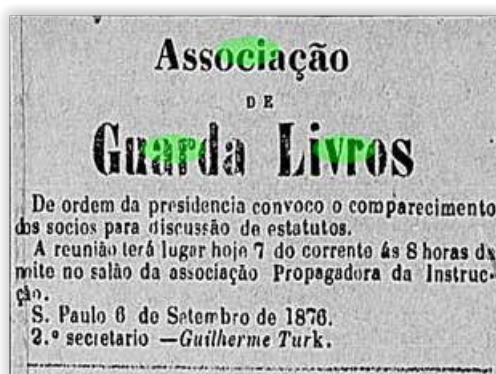 Associação
DE
Guarda Livros
De ordem da presidencia convoco o comparecimento
dos socios para discussão de estatutos.
A reunião terá lugar hoje 7 do corrente ás 8 horas da
noite no salão da associação Propagadora da Instruc-
ção.
S. Paulo 6 de Setembro de 1876.
2.º secretario —Guilherme Turk.